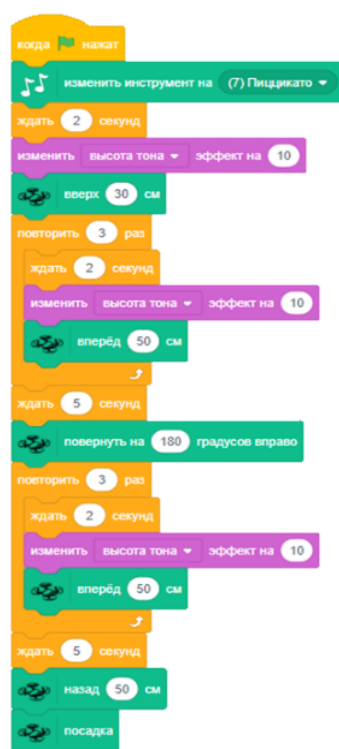 когда нажат
изменить инструмент на (7) Пиццикато
ждать 2 секунд
изменить высота тона эффект на 10
вверх 30 см
повторить 3 раз
ждать 2 секунд
изменить высота тона эффект на 10
вперёд 50 см
ждать 5 секунд
повернуть на 180 градусов вправо
повторить 3 раз
ждать 2 секунд
изменить высота тона эффект на 10
вперёд 50 см
ждать 5 секунд
назад 50 см
посадка